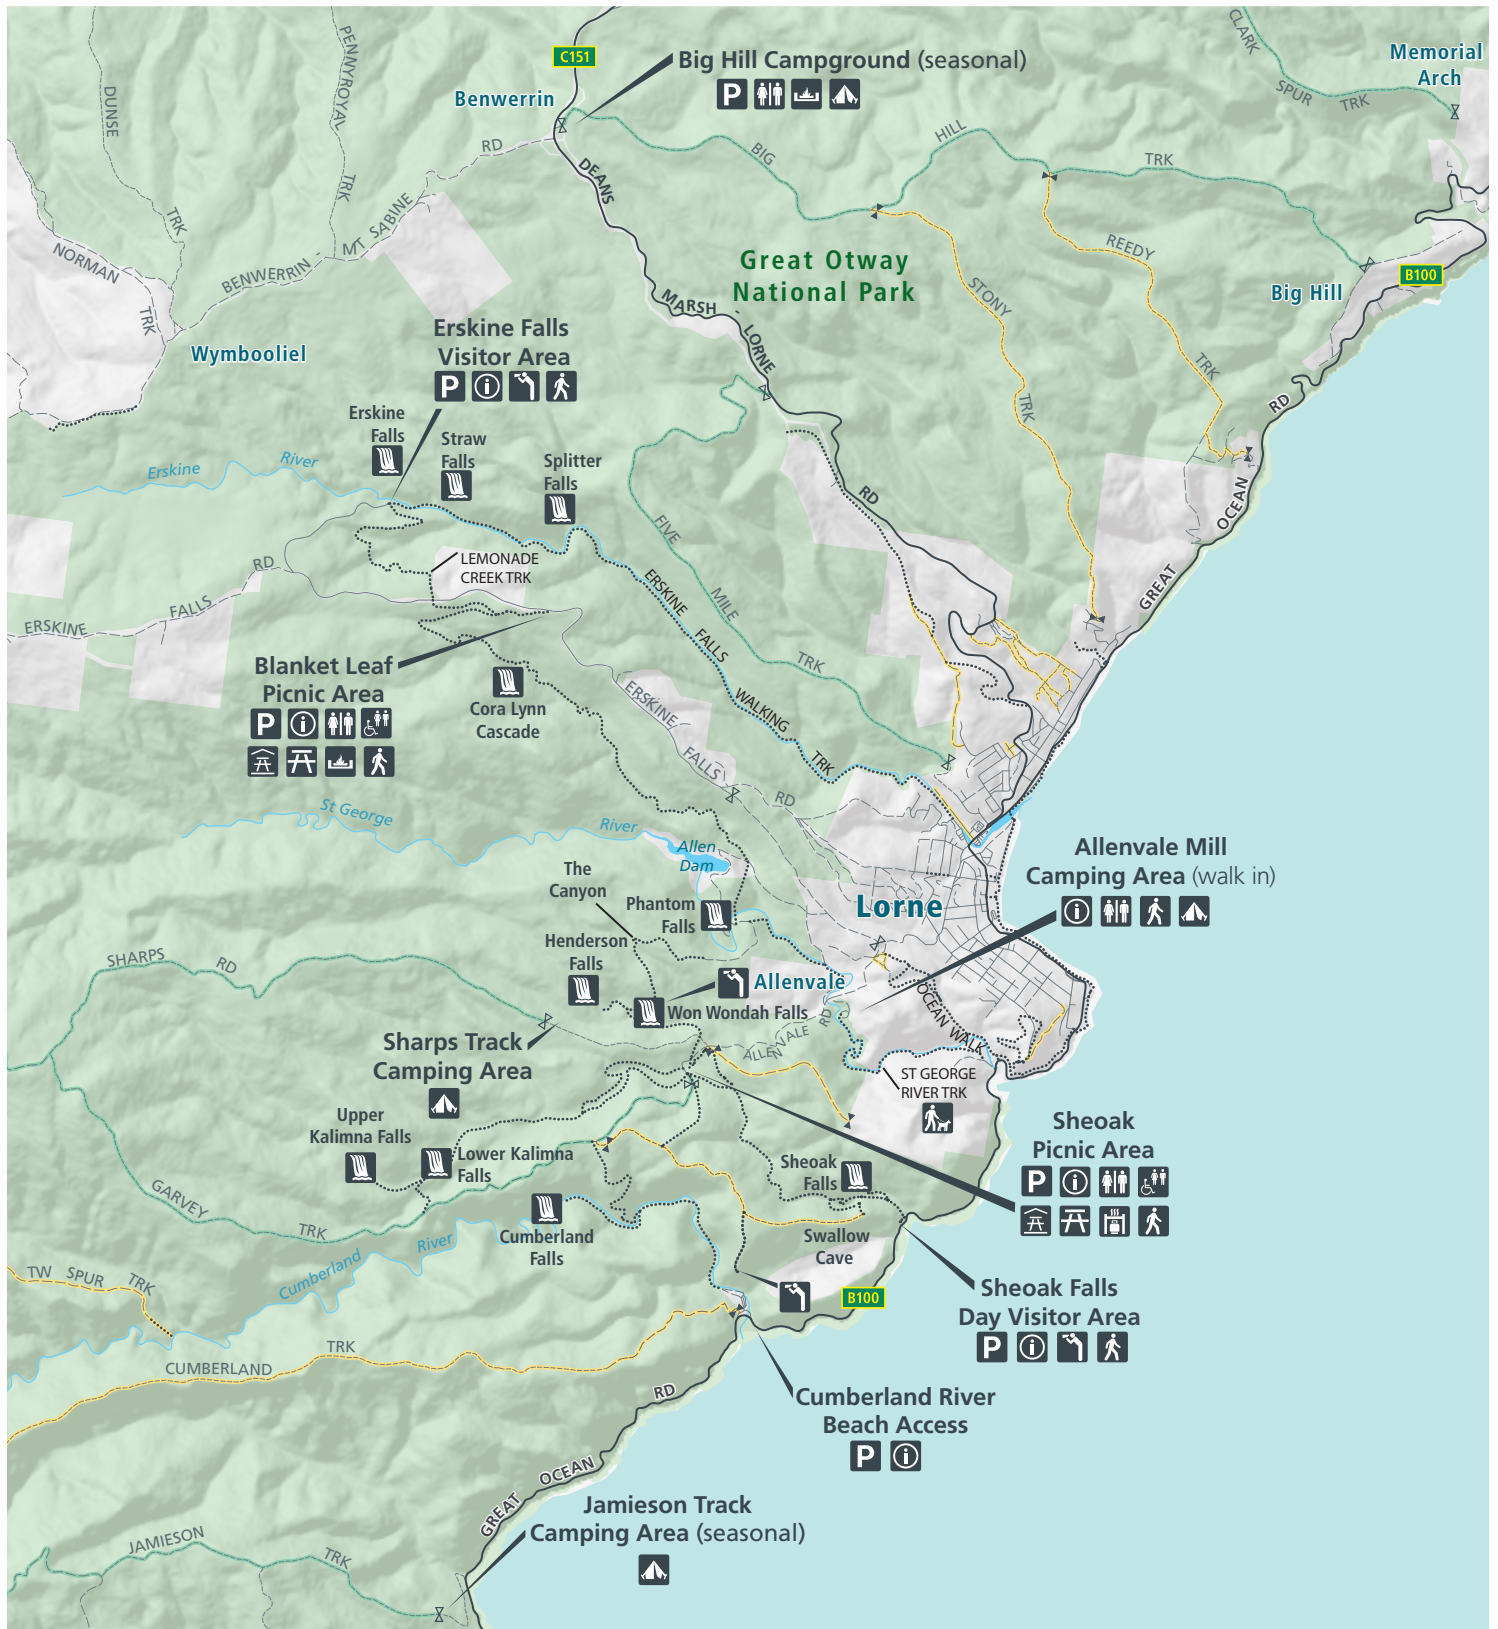 C151
Big Hill Campground (seasonal)
P
CLARK
SPUR
TRK
Memorial
Arch
Benwerrin
DUNSE
TRK
PENNYROYAL
TRK
RD
SABINE
MT
BENWERRIN -
NORMAN
TRK
DEANS
MARSH
-
LORNE
RD
BIG
HILL
TRK
Great Otway
National Park
STONY
TRK
REEDY
TRK
Big Hill
B100
RD
OCEAN
GREAT
Wymbooliel
Erskine Falls
Visitor Area
P i
Erskine
Falls
Straw
Falls
Splitter
Falls
Erskine
River
LEMONADE
CREEK TRK
FIVE
MILE
TRK
ERSKINE
FALLS
WALKING
TRK
ERSKINE
FALLS
RD
Blanket Leaf
Picnic Area
P i
Cora Lynn
Cascade
ERSKINE
FALLS
RD
St George
River
Allen
Dam
The
Canyon
Phantom
Falls
Henderson
Falls
Won Wondah Falls
Allenvale
Lorne
Allenvale Mill
Camping Area (walk in)
i
SHARPS
RD
Sharps Track
Camping Area
ALLENVALE
RD
OCEAN WALK
ST GEORGE
RIVER TRK
Upper
Kalimna Falls
Lower Kalimna
Falls
Sheoak
Picnic Area
P i
Sheoak
Falls
GARVEY
TRK
Cumberland
River
Cumberland
Falls
Swallow
Cave
B100
Sheoak Falls
Day Visitor Area
P i
TW
SPUR
TRK
CUMBERLAND
TRK
Cumberland River
Beach Access
P i
RD
OCEAN
GREAT
Jamieson Track
Camping Area (seasonal)
JAMIESON
TRK